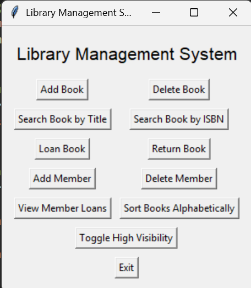 Library Management S...
Library Management System
Add Book Delete Book
Search Book by Title Search Book by ISBN
Loan Book Return Book
Add Member Delete Member
View Member Loans Sort Books Alphabetically
Toggle High Visibility
Exit